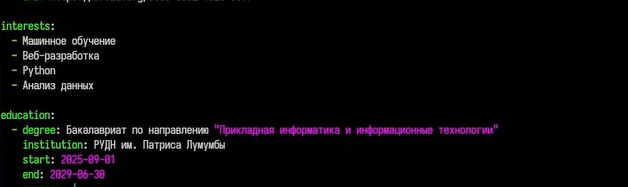 interests:
- Машинное обучение
- Веб-разработка
- Python
- Анализ данных
education:
- degree: Бакалавриат по направлению "Прикладная информатика и информационные технологии"
institution: РУДН им. Патриса Лумумбы
start: 2025-09-01
end: 2029-06-30